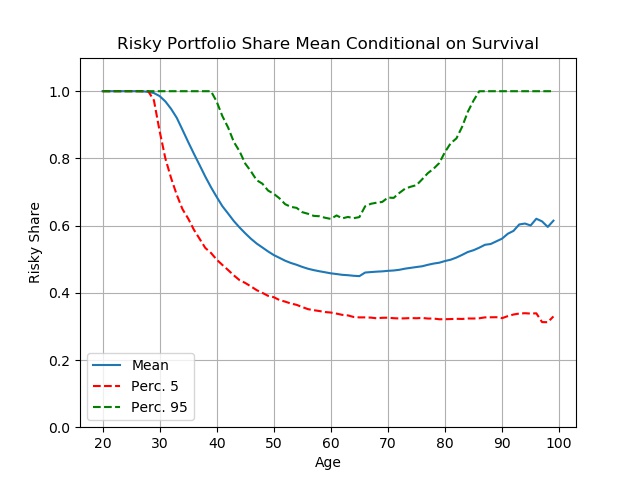 Risky Portfolio Share Mean Conditional on Survival
1.0
0.8
0.6
0.4
0.2
0.0
Risky Share
Mean
Perc. 5
Perc. 95
20 30 40 50 60 70 80 90 100
Age